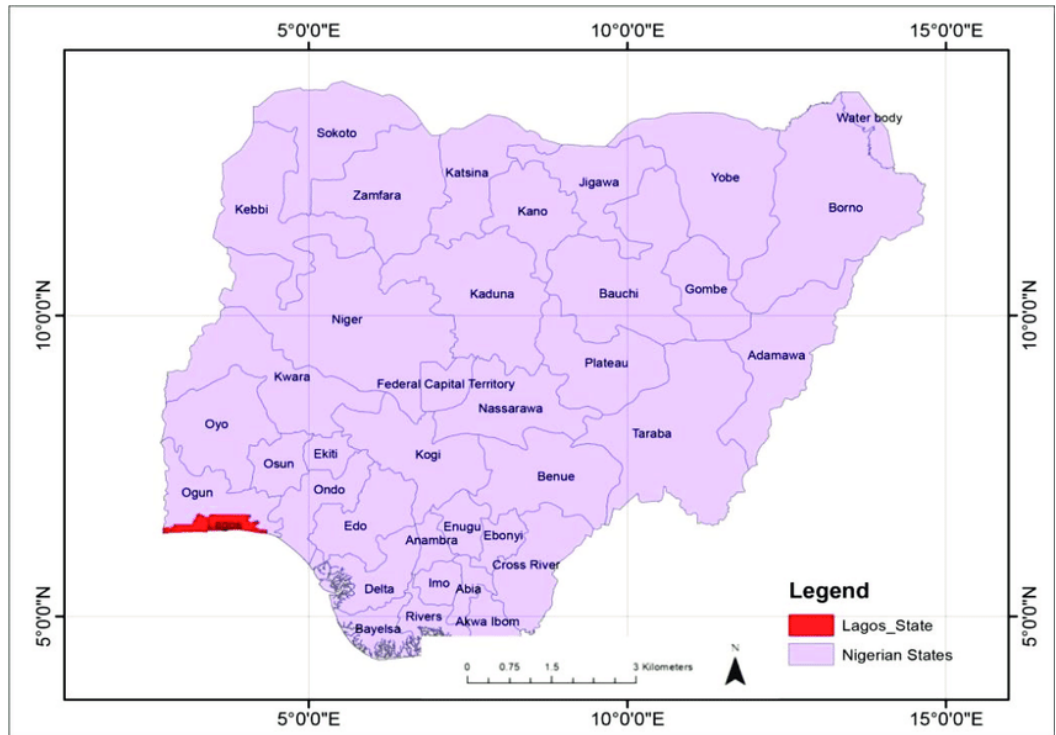 5°0'0"E 10°0'0"E 15°0'0"E
Water body
Sokoto
Katsina
Jigawa
Yobe
Zamfara
Kebbi
Kano
Borno
Kaduna
Bauchi
Gombe
10°0'0"N
10°0'0"N
Niger
Adamawa
Plateau
Kwara
Federal Capital Territory
Nassarawa
Oyo
Taraba
Ekiti
Kogi
Osun
Benue
Ogun
Ondo
Lagos
Edo
Enugu
Ebonyi
Anambra
Cross River
Delta
Imo
Abia
Legend
5°0'0"N
5°0'0"N
Rivers
Akwa Ibom
Bayelsa
Lagos_State
Nigerian States
N
0 0.75 1.5 3 Kilometers
5°0'0"E 10°0'0"E 15°0'0"E